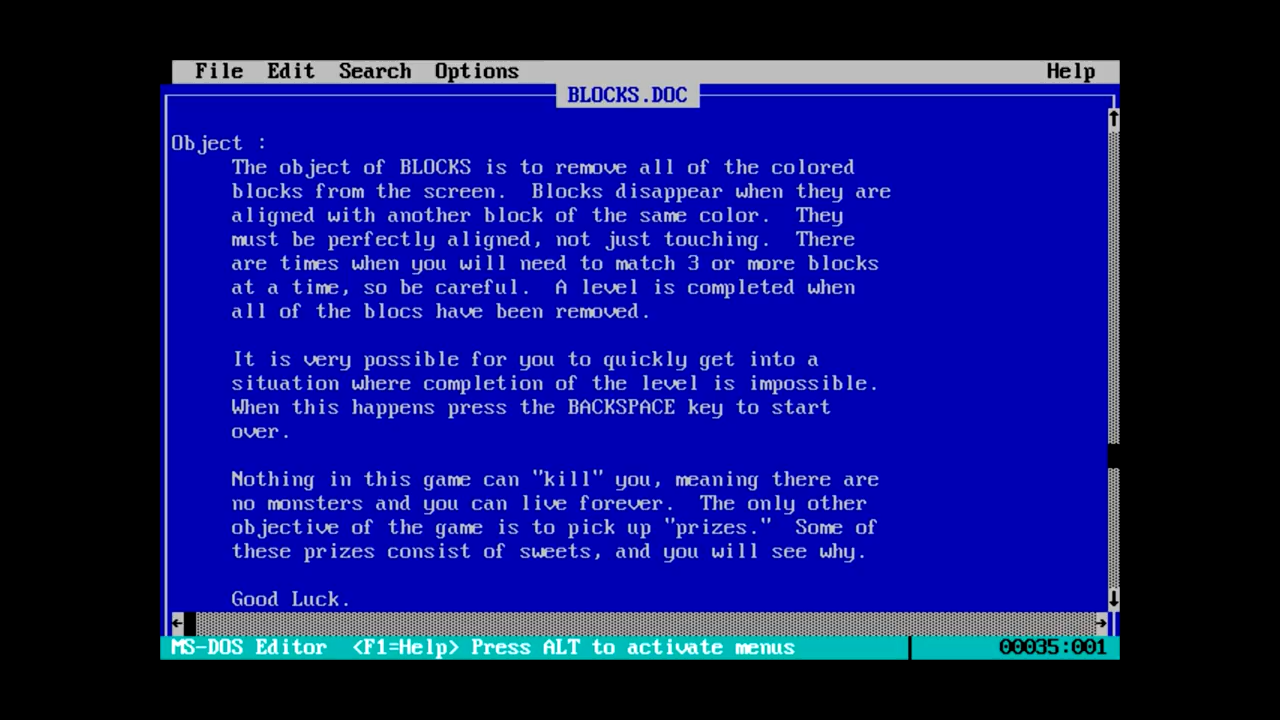 File Edit Search Options Help
BLOCKS.DOC
Object :
The object of BLOCKS is to remove all of the colored
blocks from the screen.  Blocks disappear when they are
aligned with another block of the same color.  They
must be perfectly aligned, not just touching.  There
are times when you will need to match 3 or more blocks
at a time, so be careful.  A level is completed when
all of the blocs have been removed.
It is very possible for you to quickly get into a
situation where completion of the level is impossible.
When this happens press the BACKSPACE key to start
over.
Nothing in this game can "kill" you, meaning there are
no monsters and you can live forever.  The only other
objective of the game is to pick up "prizes."  Some of
these prizes consist of sweets, and you will see why.
Good Luck.
MS-DOS Editor  <F1=Help> Press ALT to activate menus 00035:001